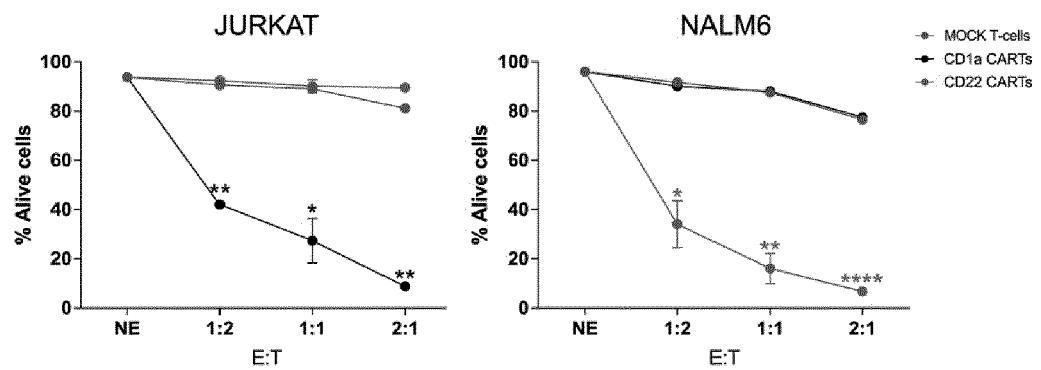 JURKAT
% Alive cells
100
80
60
40
20
0
**
*
**
NE 1:2 1:1 2:1
E:T
NALM6
% Alive cells
100
80
60
40
20
0
*
**
****
NE 1:2 1:1 2:1
E:T
MOCK T-cells
CD1a CARTs
CD22 CARTs